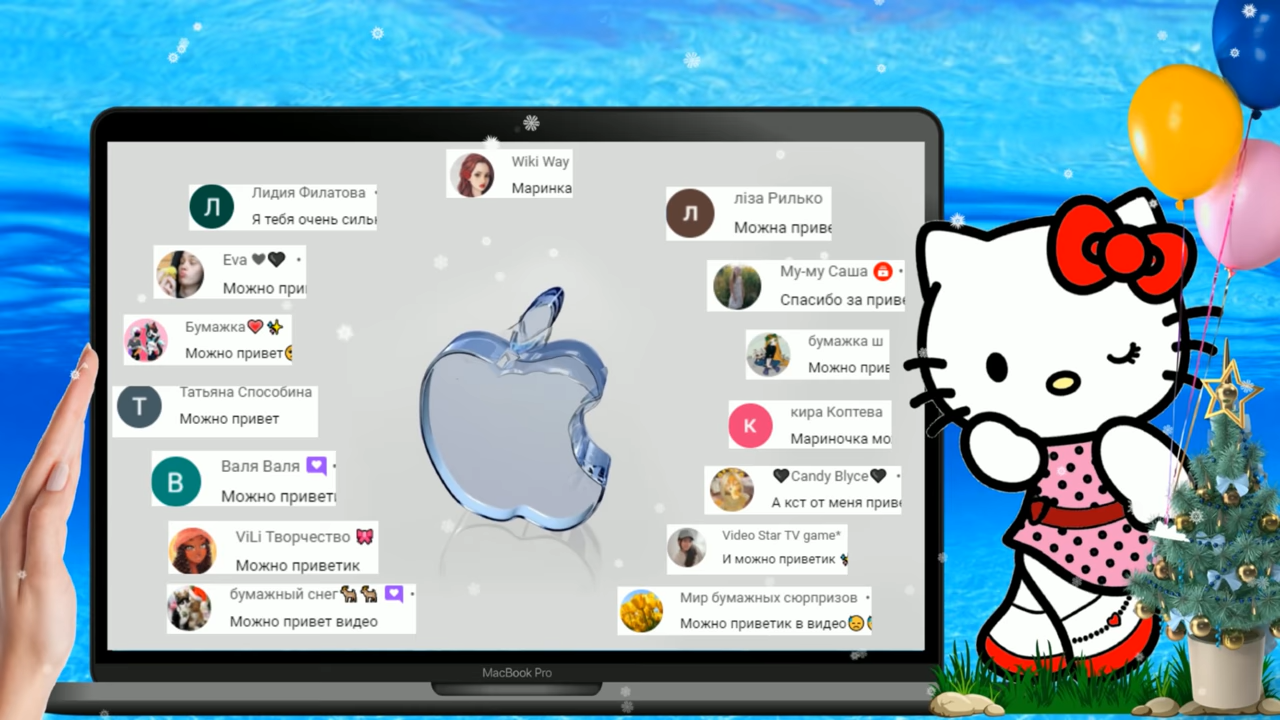 Wiki Way
Маринка
Лидия Филатова
Я тебя очень силь
Eva
Можно при
Бумажка
Можно привет
Т
Татьяна Способина
Можно привет
В
Валя Валя
Можно привет
ViLi Творчество
Можно приветик
бумажный снег
Можно привет видео
Л
ліза Рилько
Можна приве
Л
Му-му Саша
Спасибо за приве
бумажка ш
Можно прив
К
кира Коптева
Мариночка мо
Candy Blyce
А кст от меня приве
Video Star TV game*
И можно приветик
Мир бумажных сюрпризов
Можно приветик в видео
MacBook Pro